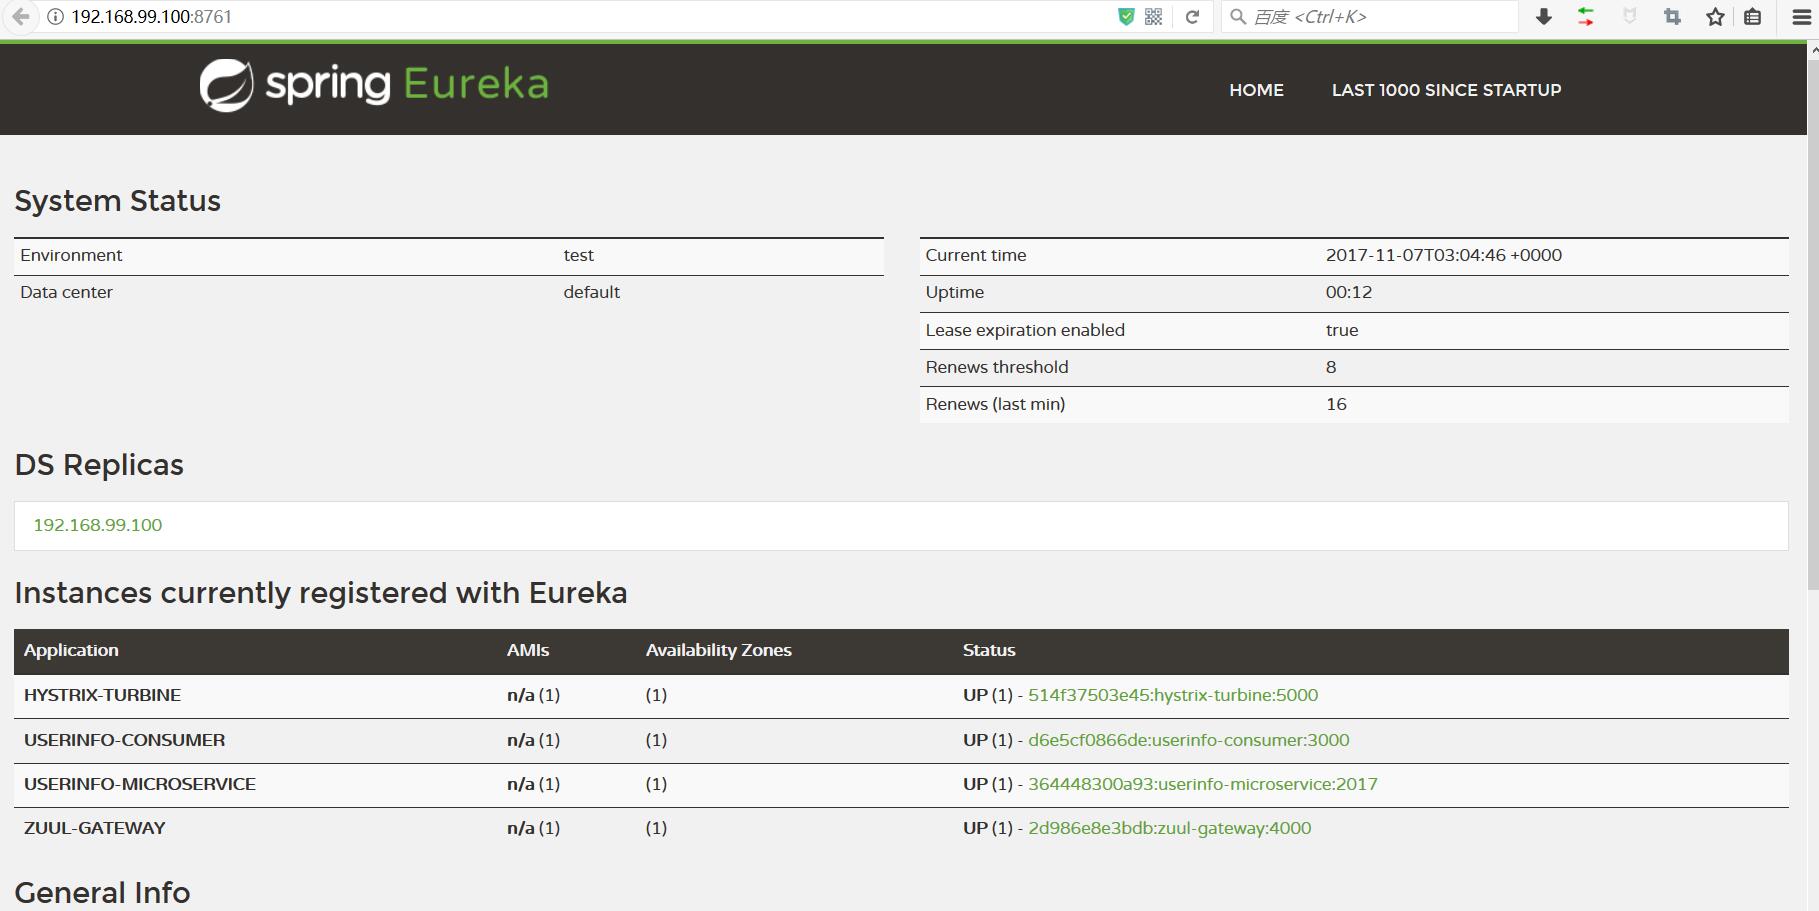 192.168.99.100:8761
百度 <Ctrl+K>
spring Eureka
HOME LAST 1000 SINCE STARTUP
System Status
Environment test
Data center default
Current time 2017-11-07T03:04:46 +0000
Uptime 00:12
Lease expiration enabled true
Renews threshold 8
Renews (last min) 16
DS Replicas
192.168.99.100
Instances currently registered with Eureka
Application AMIs Availability Zones Status
HYSTRIX-TURBINE n/a (1) (1) UP (1) - 514f37503e45:hystrix-turbine:5000
USERINFO-CONSUMER n/a (1) (1) UP (1) - d6e5cf0866de:userinfo-consumer:3000
USERINFO-MICROSERVICE n/a (1) (1) UP (1) - 364448300a93:userinfo-microservice:2017
ZUUL-GATEWAY n/a (1) (1) UP (1) - 2d986e8e3bdb:zuul-gateway:4000
General Info